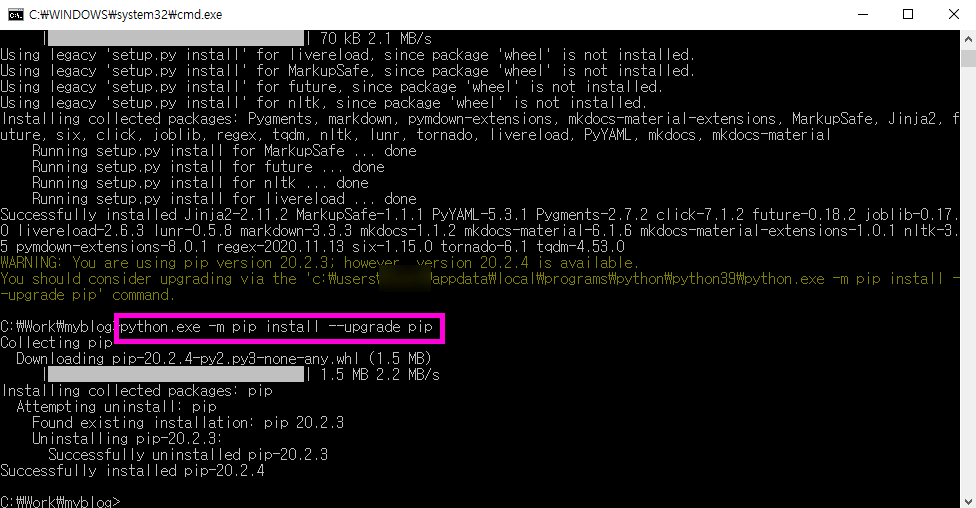 C:₩WINDOWS₩system32₩cmd.exe
| | 70 kB 2.1 MB/s
Using legacy 'setup.py install' for livereload, since package 'wheel' is not installed.
Using legacy 'setup.py install' for MarkupSafe, since package 'wheel' is not installed.
Using legacy 'setup.py install' for future, since package 'wheel' is not installed.
Using legacy 'setup.py install' for nltk, since package 'wheel' is not installed.
Installing collected packages: Pygments, markdown, pymdown-extensions, mkdocs-material-extensions, MarkupSafe, Jinja2, f
uture, six, click, joblib, regex, tqdm, nltk, lunr, tornado, livereload, PyYAML, mkdocs, mkdocs-material
Running setup.py install for MarkupSafe ... done
Running setup.py install for future ... done
Running setup.py install for nltk ... done
Running setup.py install for livereload ... done
Successfully installed Jinja2-2.11.2 MarkupSafe-1.1.1 PyYAML-5.3.1 Pygments-2.7.2 click-7.1.2 future-0.18.2 joblib-0.17.
0 livereload-2.6.3 lunr-0.5.8 markdown-3.3.3 mkdocs-1.1.2 mkdocs-material-6.1.6 mkdocs-material-extensions-1.0.1 nltk-3.
5 pymdown-extensions-8.0.1 regex-2020.11.13 six-1.15.0 tornado-6.1 tqdm-4.53.0
WARNING: You are using pip version 20.2.3; however, version 20.2.4 is available.
You should consider upgrading via the 'c:₩users₩ ₩appdata₩local₩programs₩python₩python39₩python.exe -m pip install -
-upgrade pip' command.
C:₩Work₩myblog>python.exe -m pip install --upgrade pip
Collecting pip
Downloading pip-20.2.4-py2.py3-none-any.whl (1.5 MB)
| | 1.5 MB 2.2 MB/s
Installing collected packages: pip
Attempting uninstall: pip
Found existing installation: pip 20.2.3
Uninstalling pip-20.2.3:
Successfully uninstalled pip-20.2.3
Successfully installed pip-20.2.4
C:₩Work₩myblog>